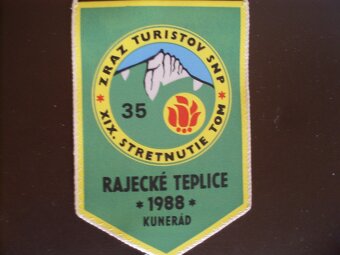 ★ ZRAZ TURISTOV SNP ★
35
XIX. STRETNUTIE TOM
RAJECKÉ TEPLICE
* 1988 *
KUNERÁD